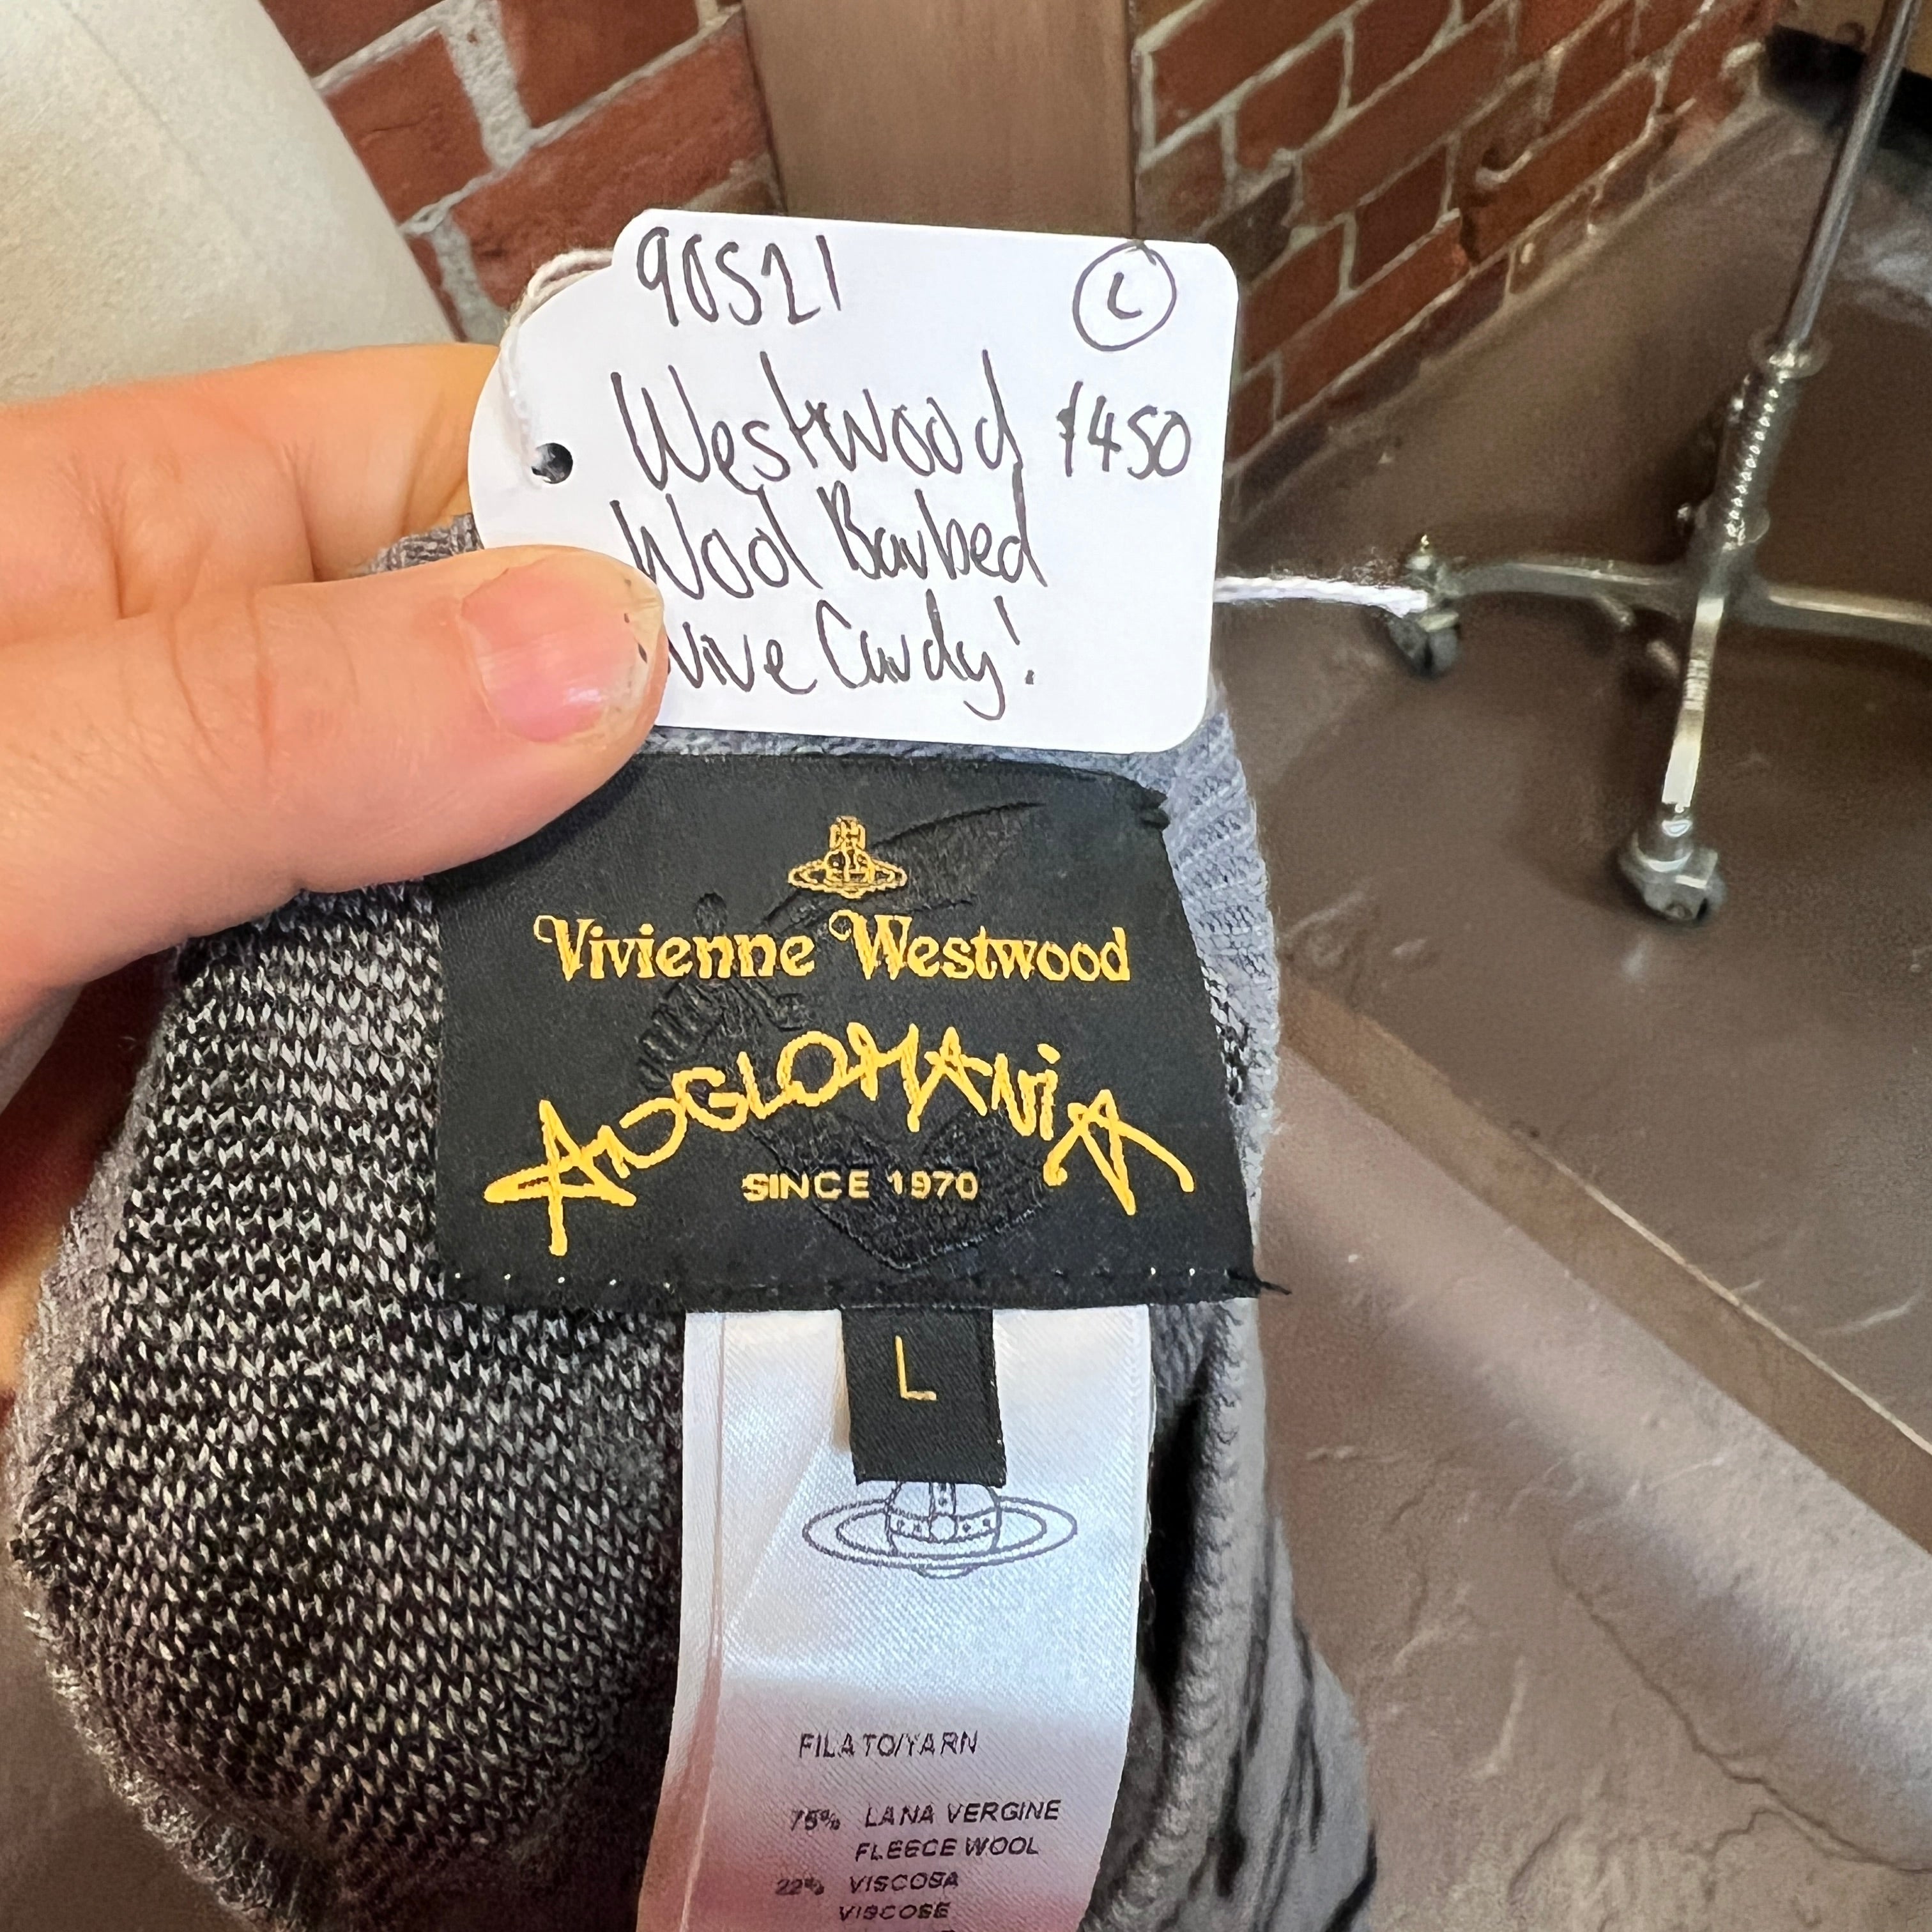 90521 L
Westwood $450
Wool Barbed
Wire Cardy!
Vivienne Westwood
ANGLOMANIA
SINCE 1970
L
FILATO/YARN
75% LANA VERGINE
FLEECE WOOL
22% VISCOSA
VISCOSE